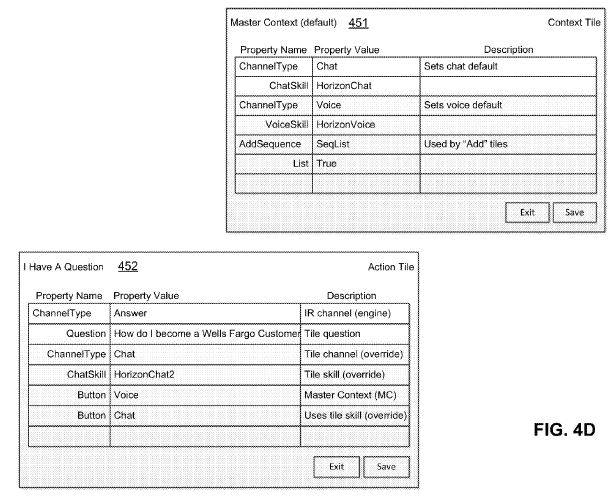 Master Context (default) 451 Context Tile
Property Name Property Value Description
ChannelType Chat Sets chat default
ChatSkill HorizonChat
ChannelType Voice Sets voice default
VoiceSkill HorizonVoice
AddSequence SeqList Used by “Add” tiles
List True
Exit Save
I Have A Question 452 Action Tile
Property Name Property Value Description
ChannelType Answer IR channel (engine)
Question How do I become a Wells Fargo Customer Tile question
ChannelType Chat Tile channel (override)
ChatSkill HorizonChat2 Tile skill (override)
Button Voice Master Context (MC)
Button Chat Uses tile skill (override)
Exit Save
FIG. 4D